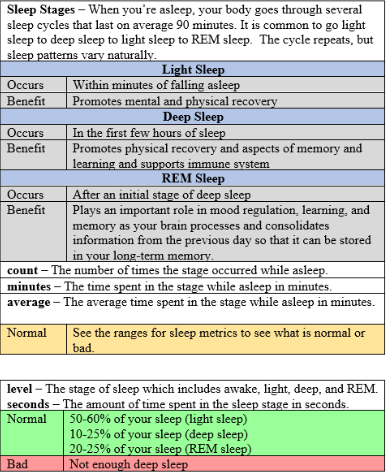 Sleep Stages – When you’re asleep, your body goes through several
sleep cycles that last on average 90 minutes. It is common to go light
sleep to deep sleep to light sleep to REM sleep.  The cycle repeats, but
sleep patterns vary naturally.
Light Sleep
Occurs Within minutes of falling asleep
Benefit Promotes mental and physical recovery
Deep Sleep
Occurs In the first few hours of sleep
Benefit Promotes physical recovery and aspects of memory and
learning and supports immune system
REM Sleep
Occurs After an initial stage of deep sleep
Benefit Plays an important role in mood regulation, learning, and
memory as your brain processes and consolidates
information from the previous day so that it can be stored
in your long-term memory.
count – The number of times the stage occurred while asleep.
minutes – The time spent in the stage while asleep in minutes.
average – The average time spent in the stage while asleep in minutes.
Normal See the ranges for sleep metrics to see what is normal or
bad.
level – The stage of sleep which includes awake, light, deep, and REM.
seconds – The amount of time spent in the sleep stage in seconds.
Normal 50-60% of your sleep (light sleep)
10-25% of your sleep (deep sleep)
20-25% of your sleep (REM sleep)
Bad Not enough deep sleep